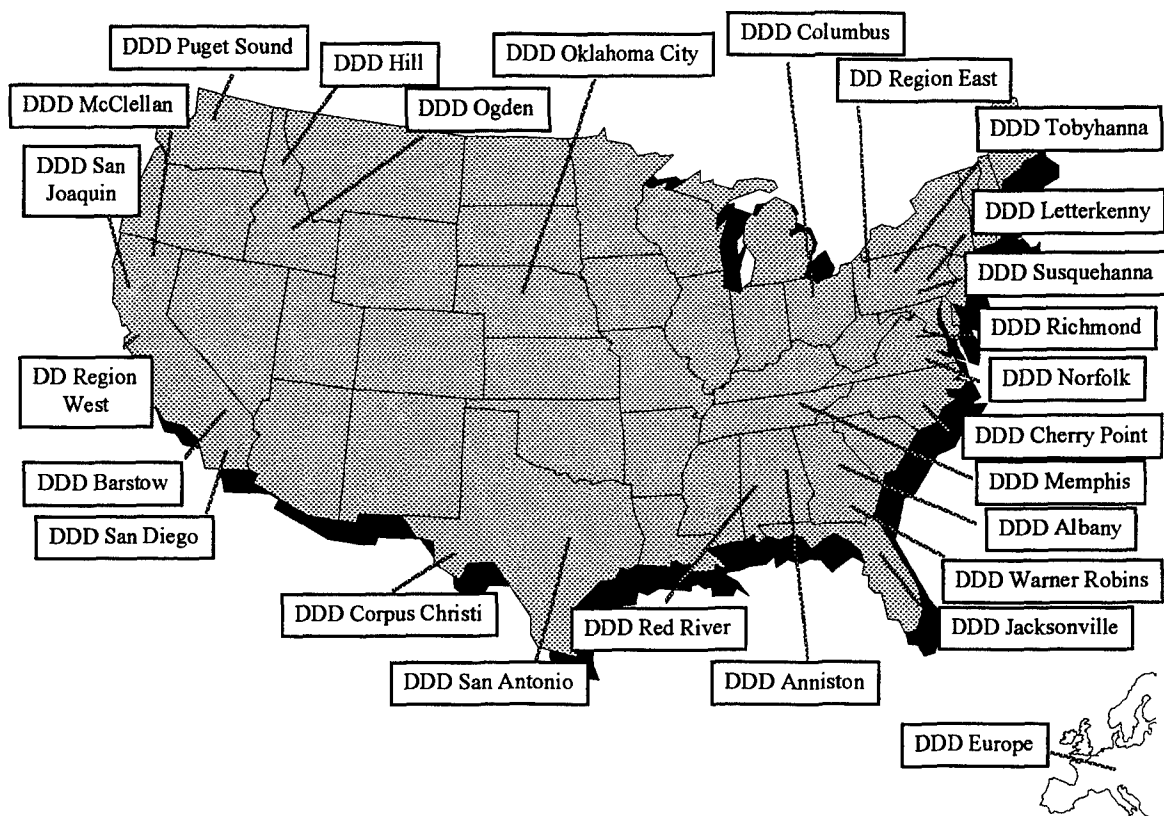 DDD Puget Sound
DDD Hill
DDD Oklahoma City
DDD Columbus
DD Region East
DDD McClellan
DDD Ogden
DDD Tobyhanna
DDD San
Joaquin
DDD Letterkenny
DDD Susquehanna
DDD Richmond
DD Region
West
DDD Norfolk
DDD Cherry Point
DDD Barstow
DDD Memphis
DDD San Diego
DDD Albany
DDD Warner Robins
DDD Corpus Christi
DDD Red River
DDD Jacksonville
DDD San Antonio
DDD Anniston
DDD Europe